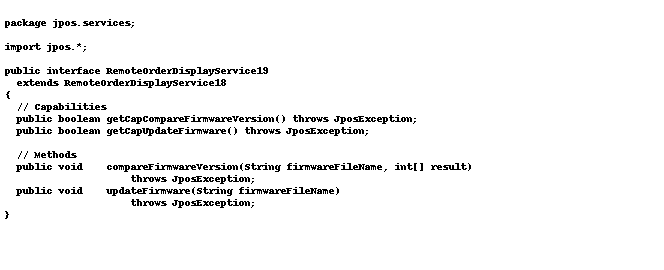 package jpos.services;

import jpos.*;

public interface RemoteOrderDisplayService19
  extends RemoteOrderDisplayService18
{
  // Capabilities
  public boolean getCapCompareFirmwareVersion() throws JposException;
  public boolean getCapUpdateFirmware() throws JposException;

  // Methods
  public void    compareFirmwareVersion(String firmwareFileName, int[] result)
                     throws JposException;
  public void    updateFirmware(String firmwareFileName)
                     throws JposException;
}